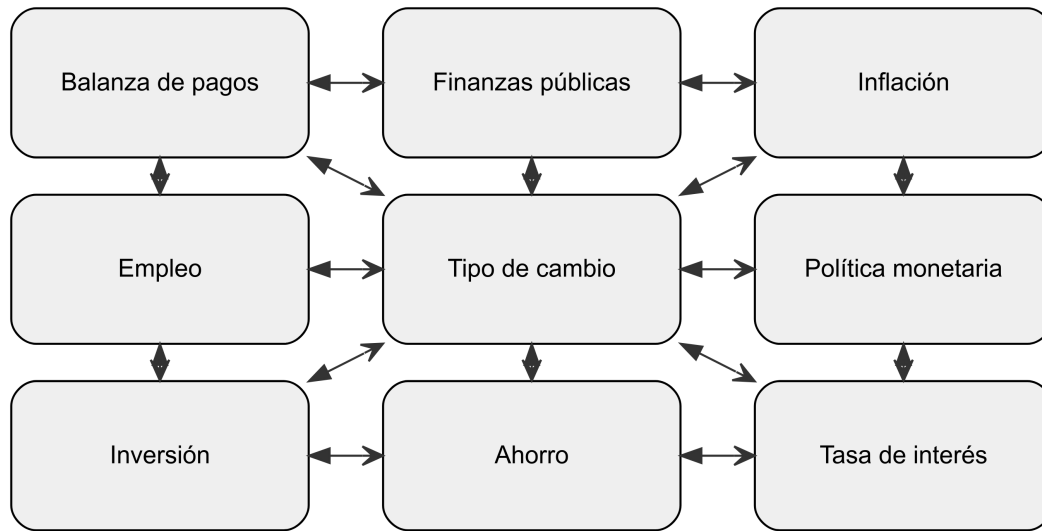 Balanza de pagos
Finanzas públicas
Inflación
Empleo
Tipo de cambio
Política monetaria
Inversión
Ahorro
Tasa de interés